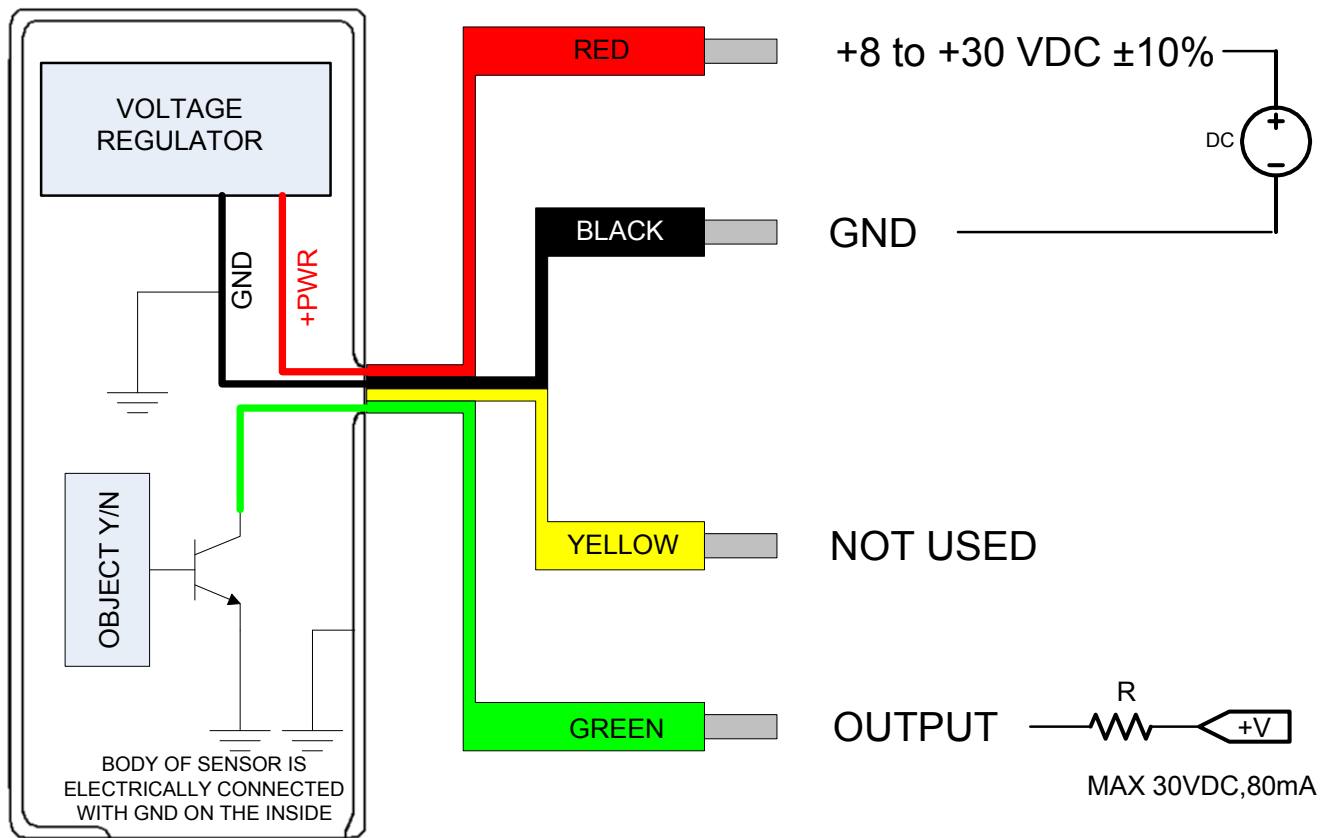 VOLTAGE
REGULATOR
GND
+PWR
OBJECT Y/N
BODY OF SENSOR IS
ELECTRICALLY CONNECTED
WITH GND ON THE INSIDE
RED
+8 to +30 VDC ±10%
DC
+
−
BLACK
GND
YELLOW
NOT USED
GREEN
OUTPUT
R
+V
MAX 30VDC,80mA